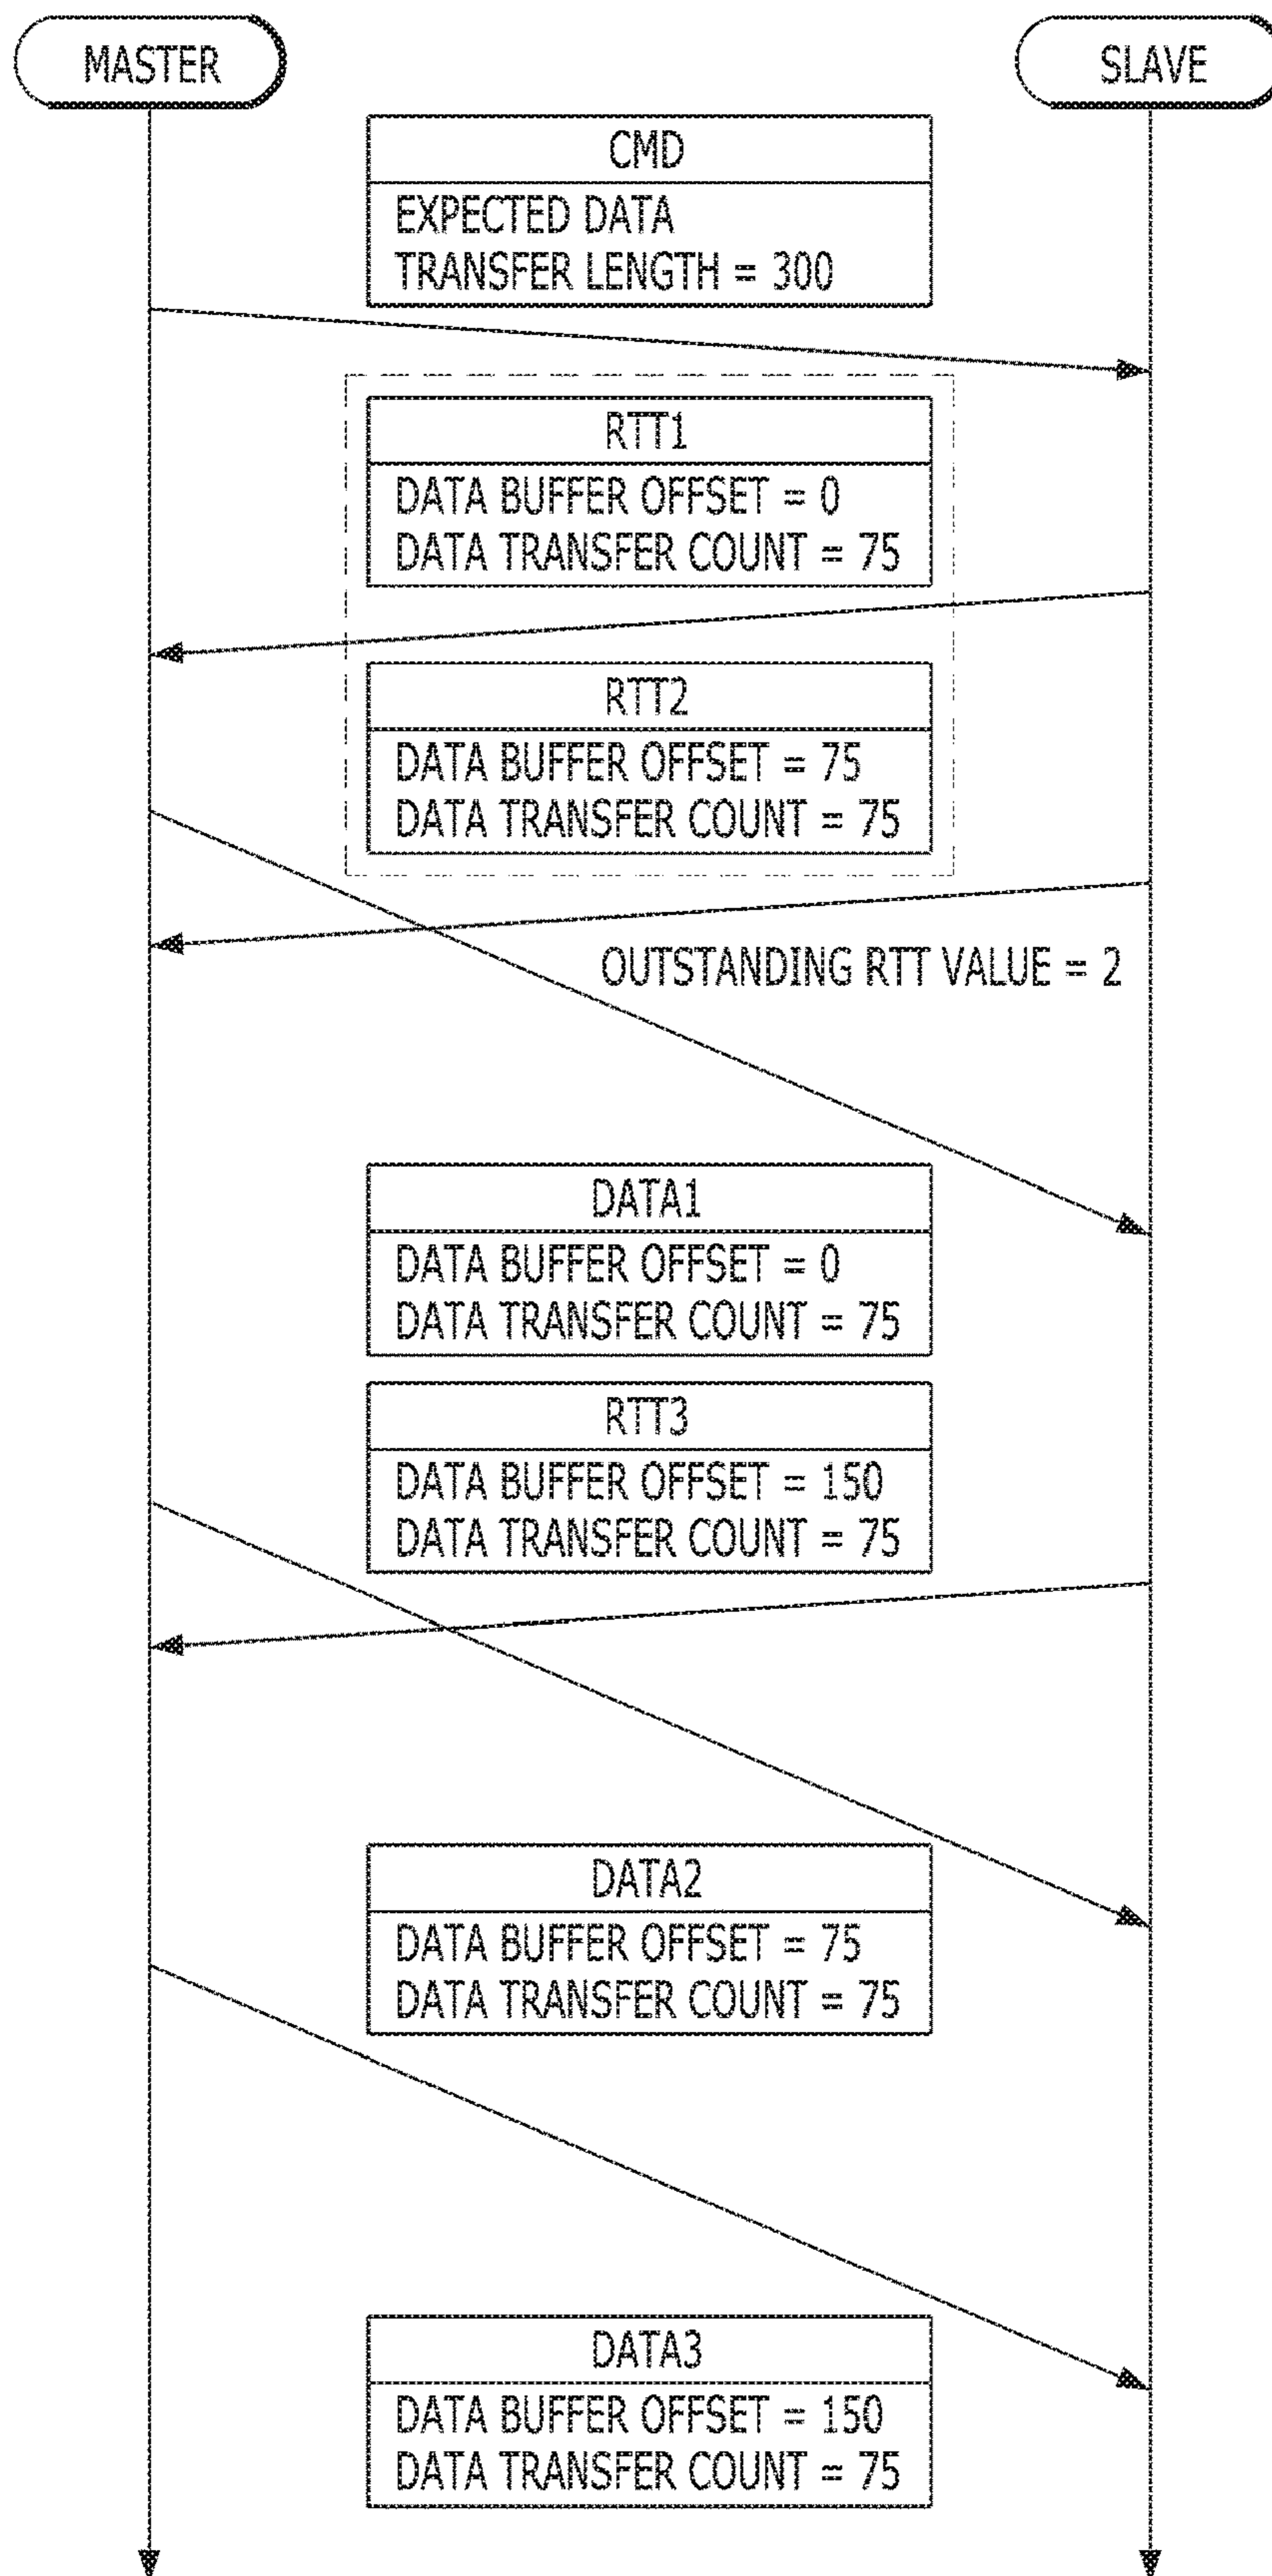 MASTER
SLAVE
CMD
EXPECTED DATA
TRANSFER LENGTH = 300
RTT1
DATA BUFFER OFFSET = 0
DATA TRANSFER COUNT = 75
RTT2
DATA BUFFER OFFSET = 75
DATA TRANSFER COUNT = 75
OUTSTANDING RTT VALUE = 2
DATA1
DATA BUFFER OFFSET = 0
DATA TRANSFER COUNT = 75
RTT3
DATA BUFFER OFFSET = 150
DATA TRANSFER COUNT = 75
DATA2
DATA BUFFER OFFSET = 75
DATA TRANSFER COUNT = 75
DATA3
DATA BUFFER OFFSET = 150
DATA TRANSFER COUNT = 75